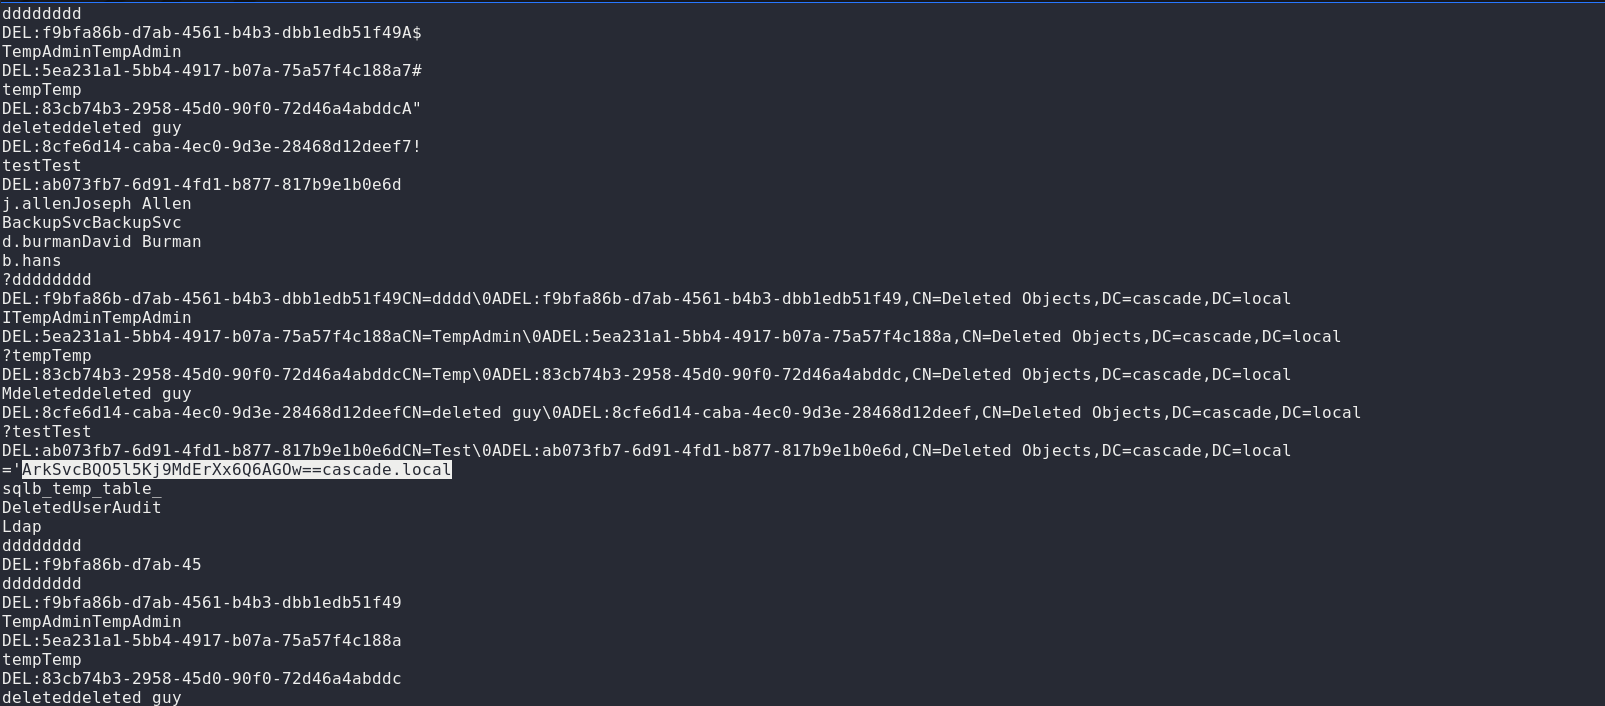 dddddddd
DEL:f9bfa86b-d7ab-4561-b4b3-dbb1edb51f49A$
TempAdminTempAdmin
DEL:5ea231a1-5bb4-4917-b07a-75a57f4c188a7#
tempTemp
DEL:83cb74b3-2958-45d0-90f0-72d46a4abddcA"
deleteddeleted guy
DEL:8cfe6d14-caba-4ec0-9d3e-28468d12deef7!
testTest
DEL:ab073fb7-6d91-4fd1-b877-817b9e1b0e6d
j.allenJoseph Allen
BackupSvcBackupSvc
d.burmanDavid Burman
b.hans
?dddddddd
DEL:f9bfa86b-d7ab-4561-b4b3-dbb1edb51f49CN=dddd\0ADEL:f9bfa86b-d7ab-4561-b4b3-dbb1edb51f49,CN=Deleted Objects,DC=cascade,DC=local
ITempAdminTempAdmin
DEL:5ea231a1-5bb4-4917-b07a-75a57f4c188aCN=TempAdmin\0ADEL:5ea231a1-5bb4-4917-b07a-75a57f4c188a,CN=Deleted Objects,DC=cascade,DC=local
?tempTemp
DEL:83cb74b3-2958-45d0-90f0-72d46a4abddcCN=Temp\0ADEL:83cb74b3-2958-45d0-90f0-72d46a4abddc,CN=Deleted Objects,DC=cascade,DC=local
Mdeleteddeleted guy
DEL:8cfe6d14-caba-4ec0-9d3e-28468d12deefCN=deleted guy\0ADEL:8cfe6d14-caba-4ec0-9d3e-28468d12deef,CN=Deleted Objects,DC=cascade,DC=local
?testTest
DEL:ab073fb7-6d91-4fd1-b877-817b9e1b0e6dCN=Test\0ADEL:ab073fb7-6d91-4fd1-b877-817b9e1b0e6d,CN=Deleted Objects,DC=cascade,DC=local
='ArkSvcBQO5l5Kj9MdErXx6Q6AGOw==cascade.local
sqlb_temp_table_
DeletedUserAudit
Ldap
dddddddd
DEL:f9bfa86b-d7ab-45
dddddddd
DEL:f9bfa86b-d7ab-4561-b4b3-dbb1edb51f49
TempAdminTempAdmin
DEL:5ea231a1-5bb4-4917-b07a-75a57f4c188a
tempTemp
DEL:83cb74b3-2958-45d0-90f0-72d46a4abddc
deleteddeleted guy